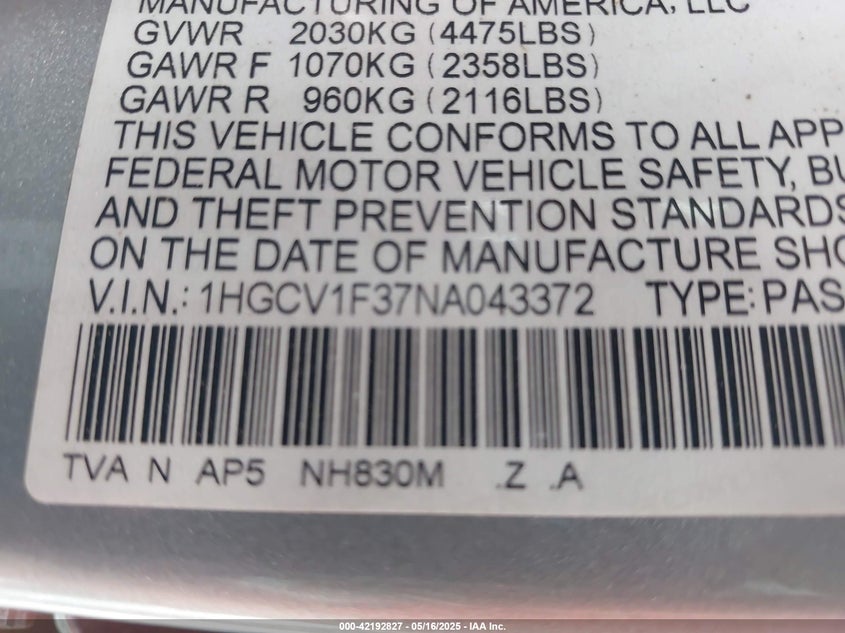 MANUFACTURING OF AMERICA, LLC
GVWR 2030KG (4475LBS)
GAWR F 1070KG (2358LBS)
GAWR R 960KG (2116LBS)
THIS VEHICLE CONFORMS TO ALL APP
FEDERAL MOTOR VEHICLE SAFETY, BU
AND THEFT PREVENTION STANDARDS
ON THE DATE OF MANUFACTURE SHO
V.I.N.: 1HGCV1F37NA043372 TYPE: PAS
TVA N AP5 NH830M .Z .A
000-42192827 - 05/16/2025 - IAA Inc.